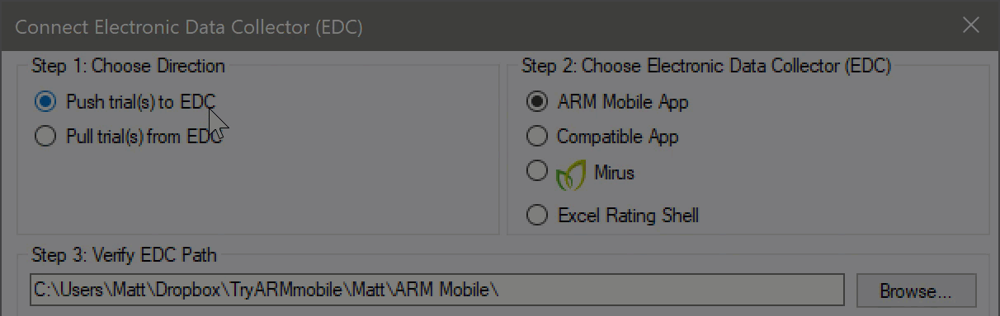 Connect Electronic Data Collector (EDC)
Step 1: Choose Direction
Push trial(s) to EDC
Pull trial(s) from EDC
Step 2: Choose Electronic Data Collector (EDC)
ARM Mobile App
Compatible App
Mirus
Excel Rating Shell
Step 3: Verify EDC Path
C:\Users\Matt\Dropbox\TryARMmobile\Matt\ARM Mobile\
Browse...